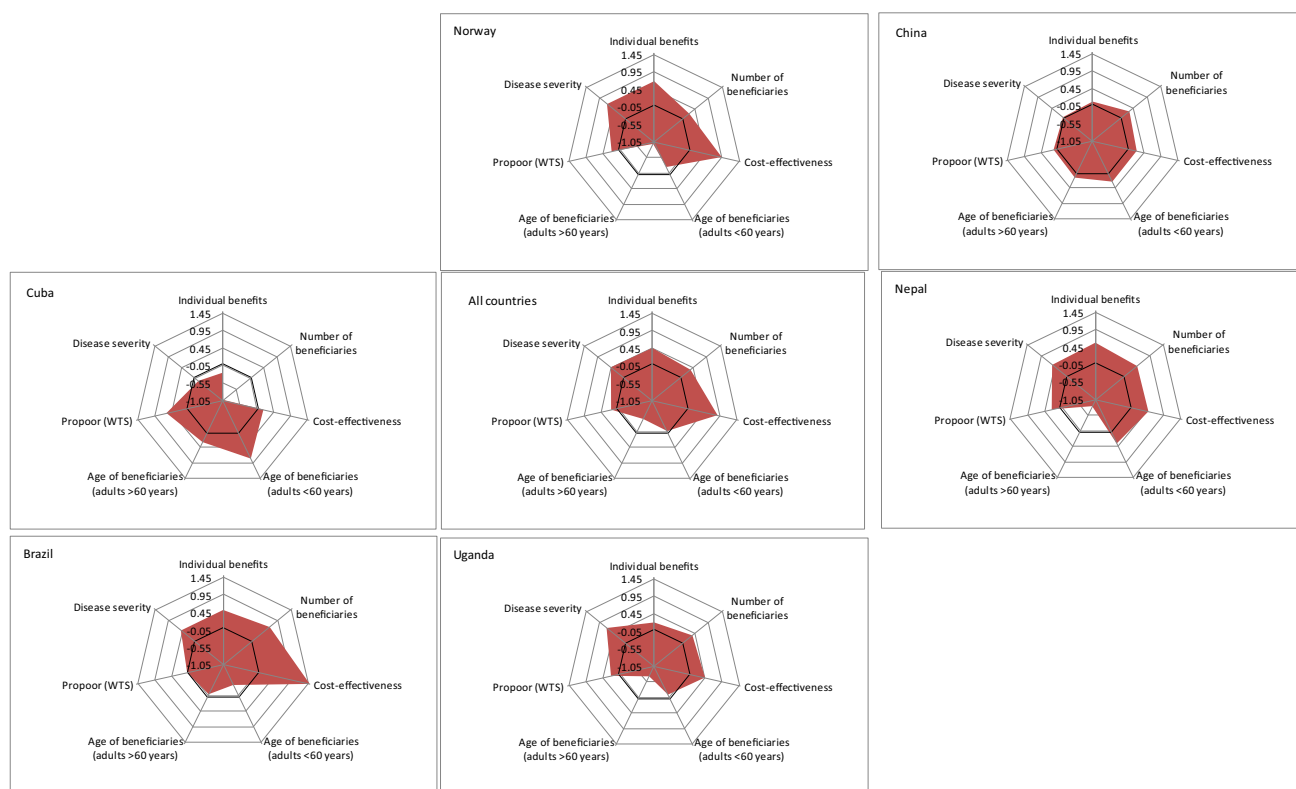 Norway
Individual benefits
1.45
0.95
0.45
-0.05
-0.55
-1.05
Number of
beneficiaries
Cost-effectiveness
Age of beneficiaries
(adults <60 years)
Age of beneficiaries
(adults >60 years)
Propoor (WTS)
Disease severity
China
Individual benefits
1.45
0.95
0.45
-0.05
-0.55
-1.05
Number of
beneficiaries
Cost-effectiveness
Age of beneficiaries
(adults <60 years)
Age of beneficiaries
(adults >60 years)
Propoor (WTS)
Disease severity
Cuba
Individual benefits
1.45
0.95
0.45
-0.05
-0.55
-1.05
Number of
beneficiaries
Cost-effectiveness
Age of beneficiaries
(adults <60 years)
Age of beneficiaries
(adults >60 years)
Propoor (WTS)
Disease severity
All countries
Individual benefits
1.45
0.95
0.45
-0.05
-0.55
-1.05
Number of
beneficiaries
Cost-effectiveness
Age of beneficiaries
(adults <60 years)
Age of beneficiaries
(adults >60 years)
Propoor (WTS)
Disease severity
Nepal
Individual benefits
1.45
0.95
0.45
-0.05
-0.55
-1.05
Number of
beneficiaries
Cost-effectiveness
Age of beneficiaries
(adults <60 years)
Age of beneficiaries
(adults >60 years)
Propoor (WTS)
Disease severity
Brazil
Individual benefits
1.45
0.95
0.45
-0.05
-0.55
-1.05
Number of
beneficiaries
Cost-effectiveness
Age of beneficiaries
(adults <60 years)
Age of beneficiaries
(adults >60 years)
Propoor (WTS)
Disease severity
Uganda
Individual benefits
1.45
0.95
0.45
-0.05
-0.55
-1.05
Number of
beneficiaries
Cost-effectiveness
Age of beneficiaries
(adults <60 years)
Age of beneficiaries
(adults >60 years)
Propoor (WTS)
Disease severity